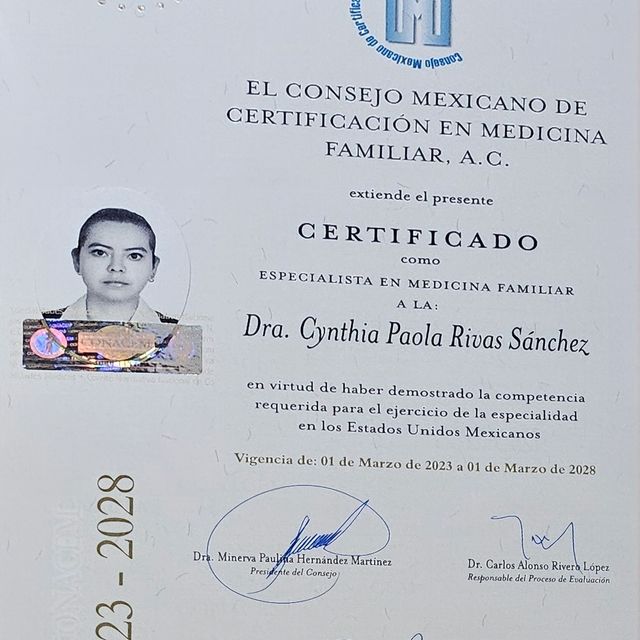 Consejo Mexicano de Certifica
EL CONSEJO MEXICANO DE
CERTIFICACIÓN EN MEDICINA
FAMILIAR, A.C.
extiende el presente
CERTIFICADO
como
ESPECIALISTA EN MEDICINA FAMILIAR
A LA:
Dra. Cynthia Paola Rivas Sánchez
CONACEM
en virtud de haber demostrado la competencia
requerida para el ejercicio de la especialidad
en los Estados Unidos Mexicanos
Vigencia de: 01 de Marzo de 2023 a 01 de Marzo de 2028
23 - 2028
CONACEM
Dra. Minerva Paulina Hernández Martínez
Presidente del Consejo
Dr. Carlos Alonso Rivero López
Responsable del Proceso de Evaluación